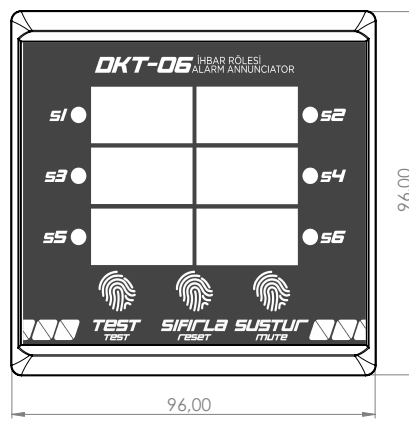 DKT-06 İHBAR RÖLESİ
ALARM ANNUNCIATOR
S1 S2
S3 S4
S5 S6
TEST SIFIRLA SUSTUR
TEST RESET MUTE
96,00
96,00